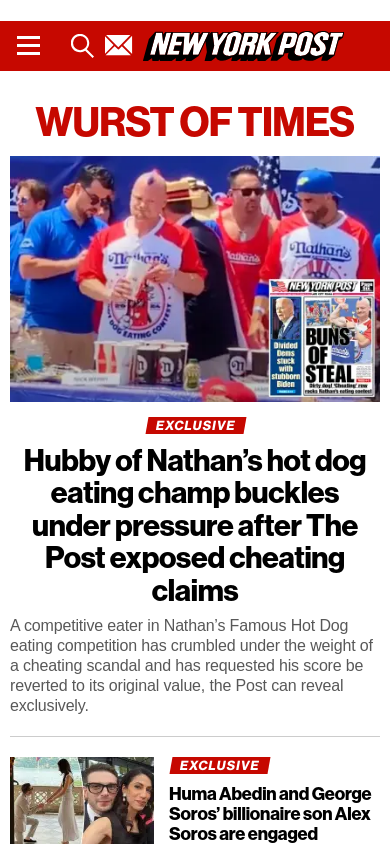 NEW YORK POST
WURST OF TIMES
Nathan's
Nathan's
HOT DOG EATING CONTEST
NEW YORK POST
Divided
Dems
stuck
with
stubborn
Biden
BUNS
OF
STEAL
Dirty dog! 'Cheating' row
rocks Nathan's eating contest
EXCLUSIVE
Hubby of Nathan's hot dog
eating champ buckles
under pressure after The
Post exposed cheating
claims
A competitive eater in Nathan's Famous Hot Dog
eating competition has crumbled under the weight of
a cheating scandal and has requested his score be
reverted to its original value, the Post can reveal
exclusively.
EXCLUSIVE
Huma Abedin and George
Soros' billionaire son Alex
Soros are engaged